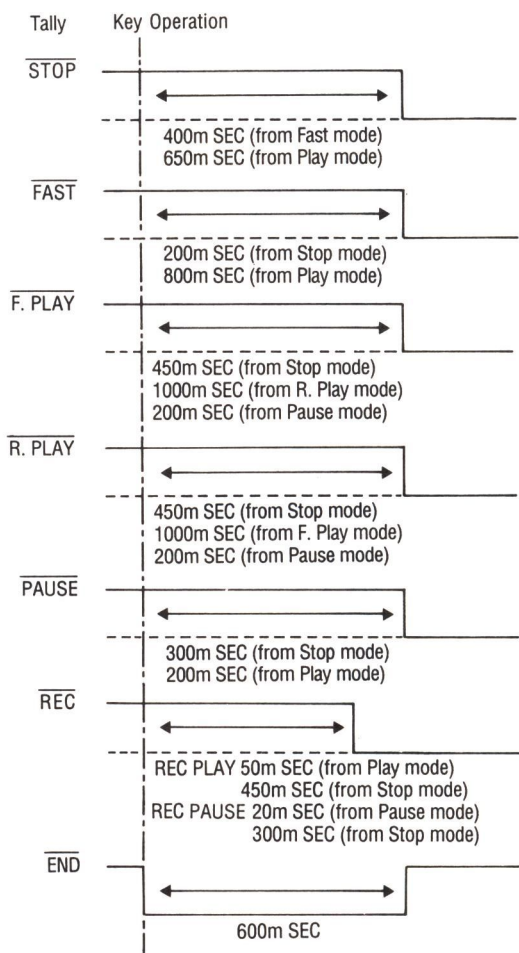 Tally Key Operation
STOP
400m SEC (from Fast mode)
650m SEC (from Play mode)
FAST
200m SEC (from Stop mode)
800m SEC (from Play mode)
F. PLAY
450m SEC (from Stop mode)
1000m SEC (from R. Play mode)
200m SEC (from Pause mode)
R. PLAY
450m SEC (from Stop mode)
1000m SEC (from F. Play mode)
200m SEC (from Pause mode)
PAUSE
300m SEC (from Stop mode)
200m SEC (from Play mode)
REC
REC PLAY 50m SEC (from Play mode)
450m SEC (from Stop mode)
REC PAUSE 20m SEC (from Pause mode)
300m SEC (from Stop mode)
END
600m SEC